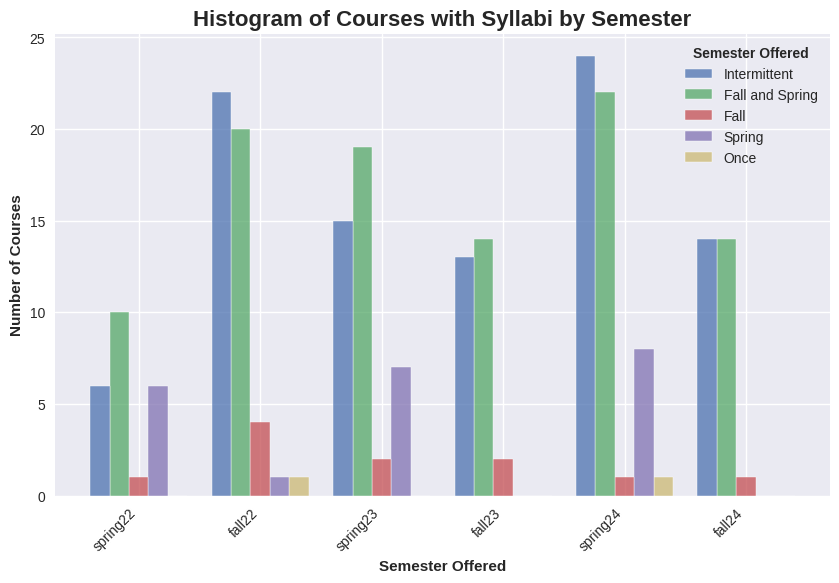 Histogram of Courses with Syllabi by Semester
Number of Courses
25
20
15
10
5
0
Semester Offered
Intermittent
Fall and Spring
Fall
Spring
Once
spring22
fall22
spring23
fall23
spring24
fall24
Semester Offered